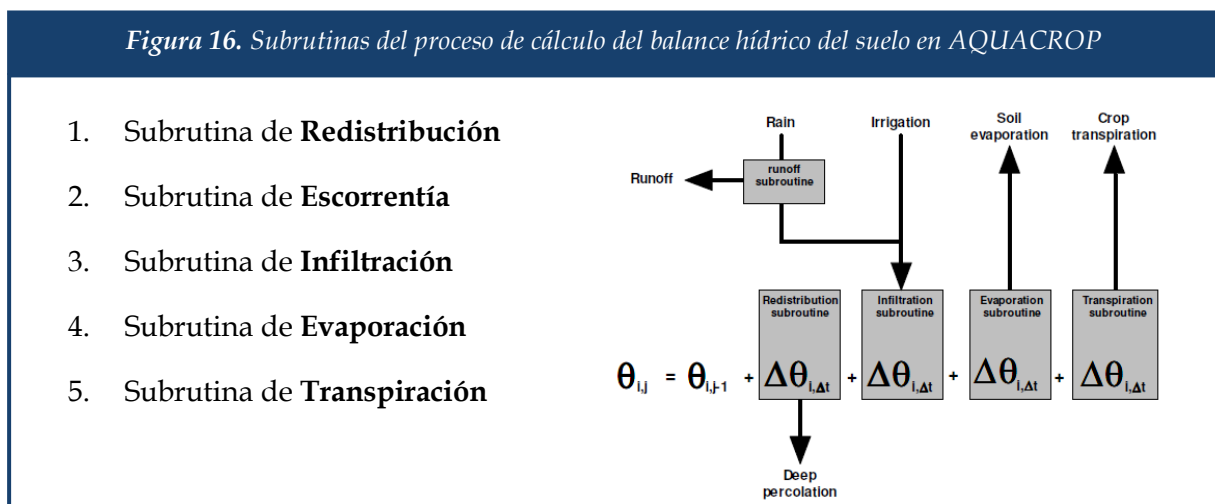 Figura 16. Subrutinas del proceso de cálculo del balance hídrico del suelo en AQUACROP
1. Subrutina de Redistribución
2. Subrutina de Escorrentía
3. Subrutina de Infiltración
4. Subrutina de Evaporación
5. Subrutina de Transpiración
Rain
Irrigation
Soil
evaporation
Crop
transpiration
Runoff
runoff
subroutine
Redistribution
subroutine
Infiltration
subroutine
Evaporation
subroutine
Transpiration
subroutine
θi,j = θi,j-1 + Δθi,Δt + Δθi,Δt + Δθi,Δt + Δθi,Δt
Deep
percolation